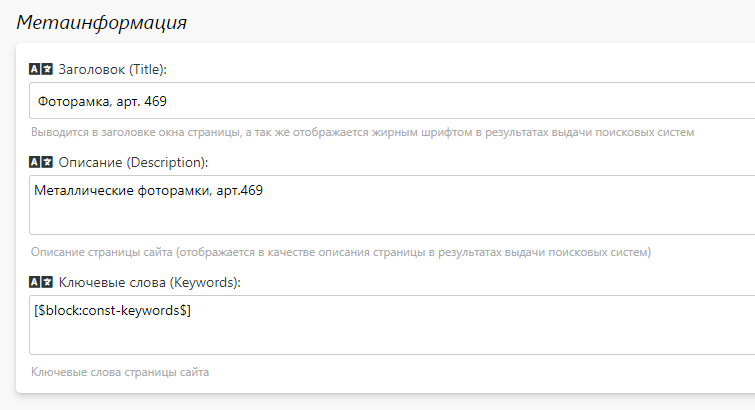 Метаинформация
Заголовок (Title):
Фоторамка, арт. 469
Выводится в заголовке окна страницы, а так же отображается жирным шрифтом в результатах выдачи поисковых систем
Описание (Description):
Металлические фоторамки, арт.469
Описание страницы сайта (отображается в качестве описания страницы в результатах выдачи поисковых систем)
Ключевые слова (Keywords):
[$block:const-keywords$]
Ключевые слова страницы сайта